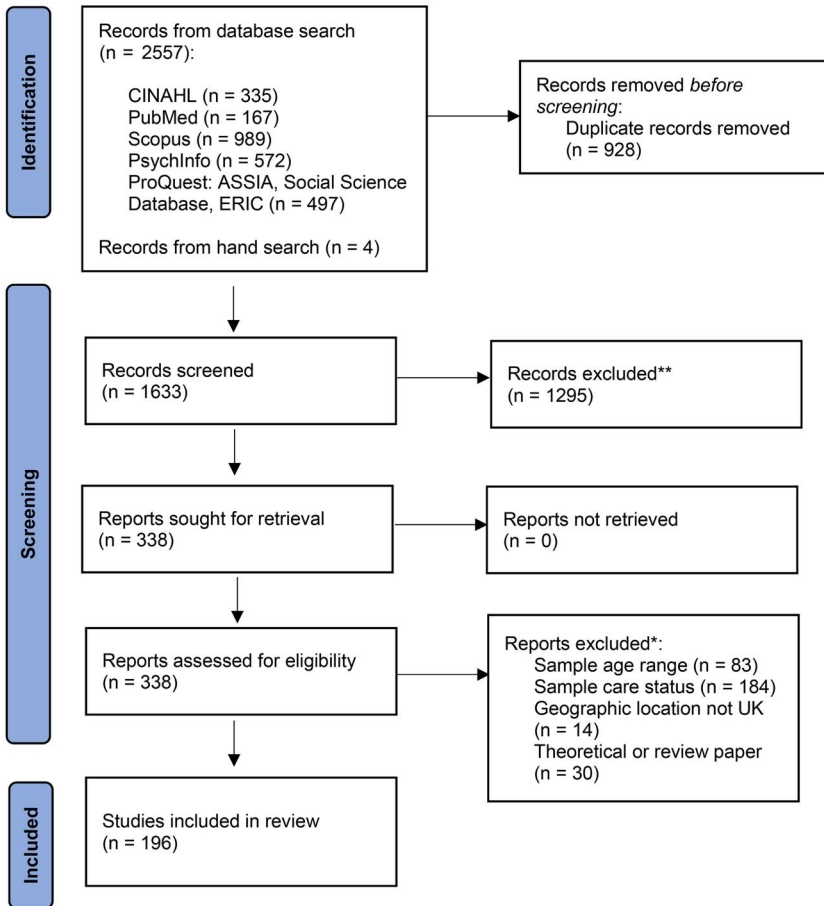 Identification
Records from database search
(n = 2557):
CINAHL (n = 335)
PubMed (n = 167)
Scopus (n = 989)
PsychInfo (n = 572)
ProQuest: ASSIA, Social Science
Database, ERIC (n = 497)
Records from hand search (n = 4)
Records removed before
screening:
Duplicate records removed
(n = 928)
Screening
Records screened
(n = 1633)
Records excluded**
(n = 1295)
Reports sought for retrieval
(n = 338)
Reports not retrieved
(n = 0)
Reports assessed for eligibility
(n = 338)
Reports excluded*:
Sample age range (n = 83)
Sample care status (n = 184)
Geographic location not UK
(n = 14)
Theoretical or review paper
(n = 30)
Included
Studies included in review
(n = 196)